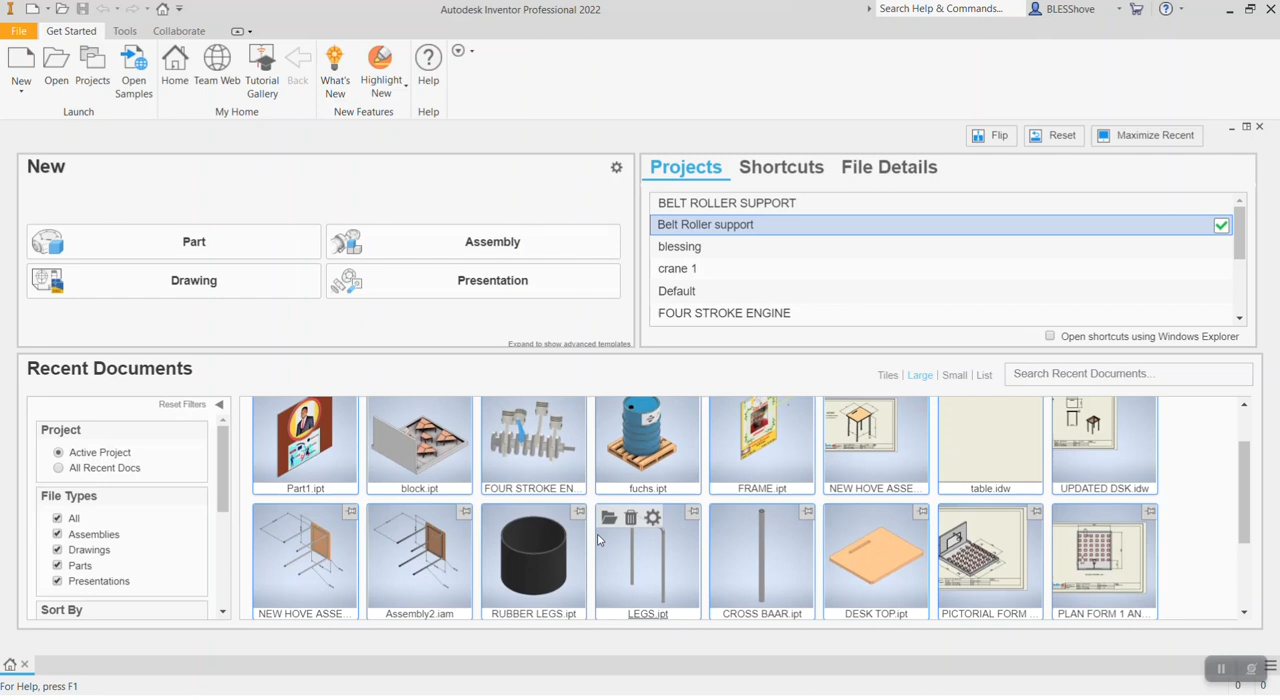 Autodesk Inventor Professional 2022
Search Help & Commands...
BLESShove
File
Get Started
Tools
Collaborate
New
Open
Projects
Open Samples
Home
Team Web
Tutorial Gallery
Back
What's New
Highlight New
Help
Launch
My Home
New Features
Help
Flip
Reset
Maximize Recent
New
Part
Assembly
Drawing
Presentation
Expand to show advanced templates
Projects
Shortcuts
File Details
BELT ROLLER SUPPORT
Belt Roller support
blessing
crane 1
Default
FOUR STROKE ENGINE
Open shortcuts using Windows Explorer
Recent Documents
Tiles | Large | Small | List
Search Recent Documents...
Reset Filters
Project
Active Project
All Recent Docs
File Types
All
Assemblies
Drawings
Parts
Presentations
Sort By
Part1.ipt
block.ipt
FOUR STROKE EN...
fuchs.ipt
FRAME.ipt
NEW HOVE ASSE...
table.idw
UPDATED DSK.idw
NEW HOVE ASSE...
Assembly2.iam
RUBBER LEGS.ipt
LEGS.ipt
CROSS BAAR.ipt
DESK TOP.ipt
PICTORIAL FORM ...
PLAN FORM 1 AN...
For Help, press F1
0
0